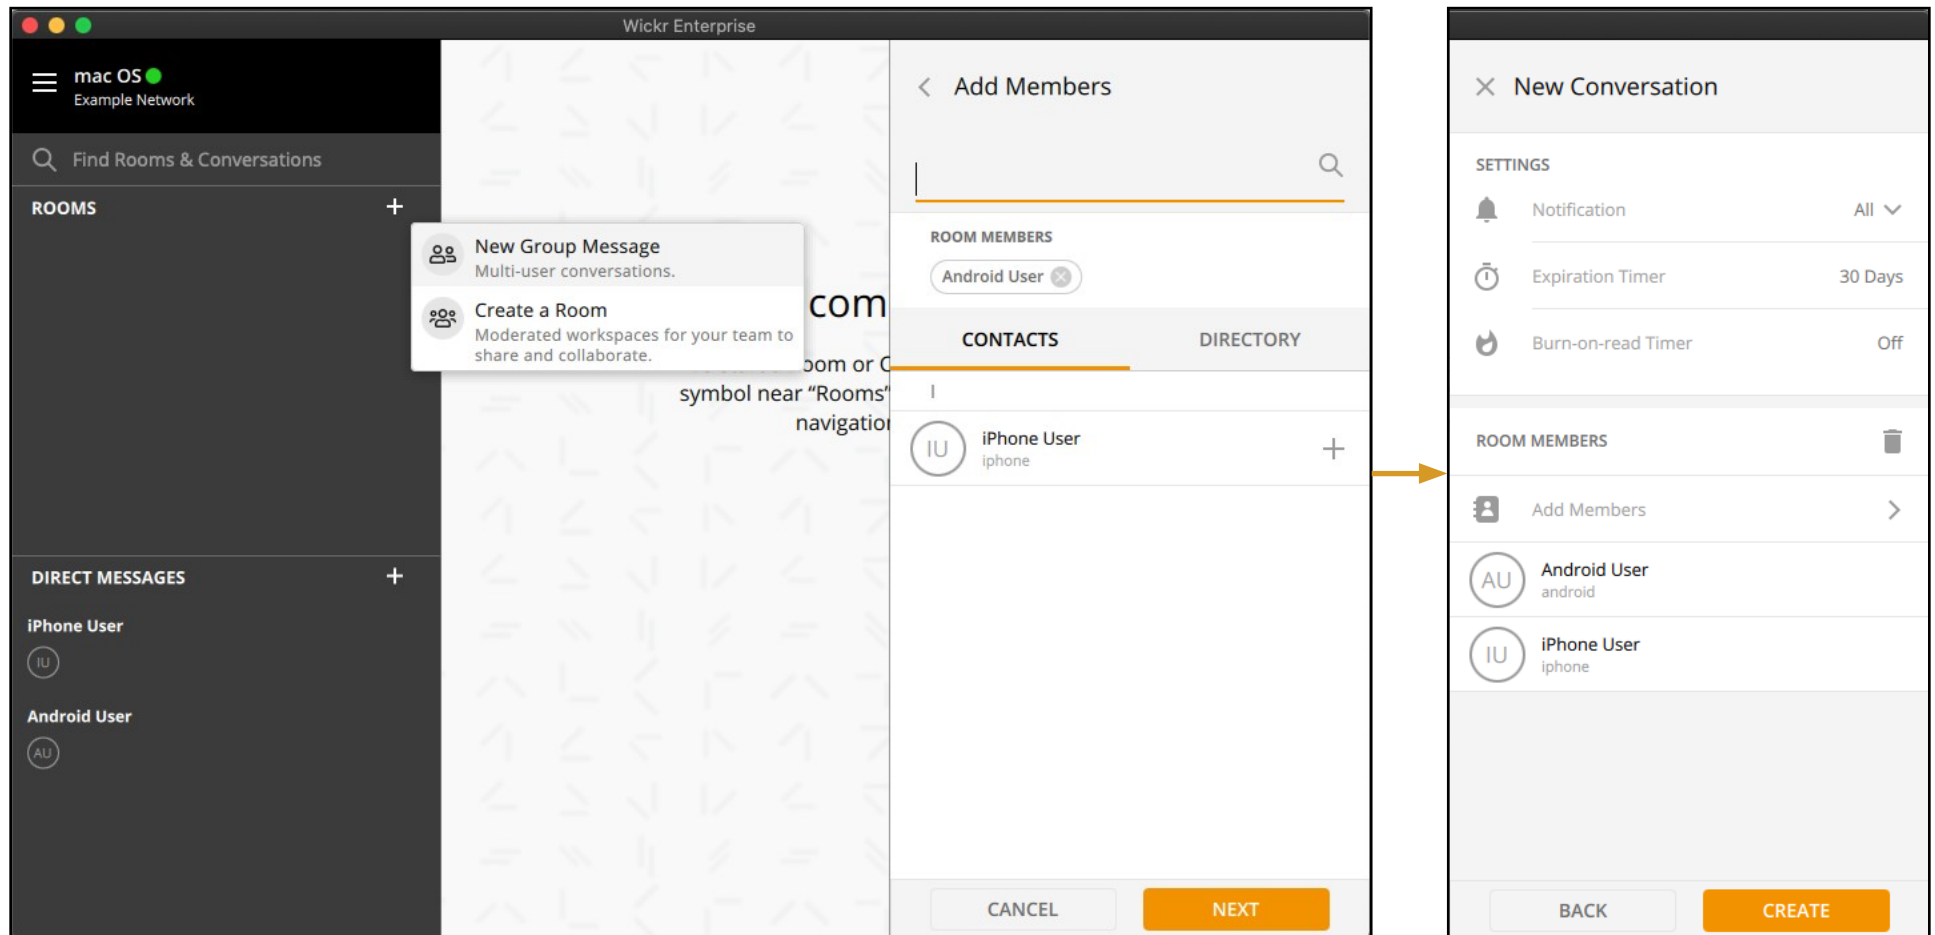 Wickr Enterprise
mac OS
Example Network
Find Rooms & Conversations
ROOMS
New Group Message
Multi-user conversations.
Create a Room
Moderated workspaces for your team to
share and collaborate.
com
oom or C
symbol near “Rooms”
navigation
DIRECT MESSAGES
iPhone User
IU
Android User
AU
Add Members
ROOM MEMBERS
Android User
CONTACTS
DIRECTORY
I
IU
iPhone User
iphone
CANCEL
NEXT
New Conversation
SETTINGS
Notification
All
Expiration Timer
30 Days
Burn-on-read Timer
Off
ROOM MEMBERS
Add Members
AU
Android User
android
IU
iPhone User
iphone
BACK
CREATE